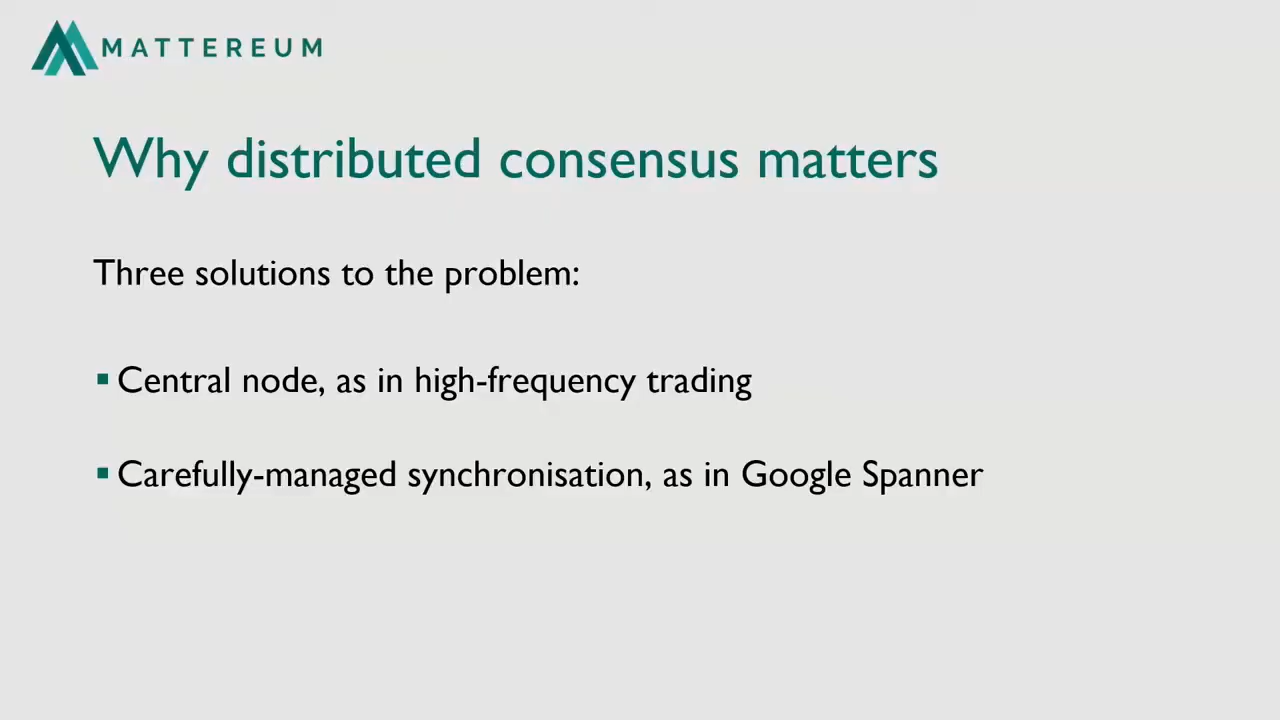 MATTEREUM
Why distributed consensus matters
Three solutions to the problem:
▪ Central node, as in high-frequency trading
▪ Carefully-managed synchronisation, as in Google Spanner